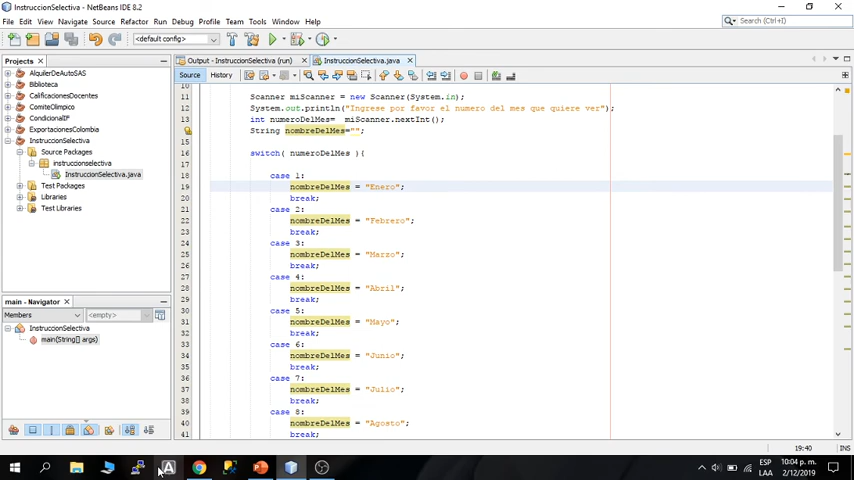 InstruccionSelectiva - NetBeans IDE 8.2
File Edit View Navigate Source Refactor Run Debug Profile Team Tools Window Help
Search (Ctrl+I)
<default config>
Projects
Output - InstruccionSelectiva (run)
InstruccionSelectiva.java
Source History
AlquilerDeAutoSAS
Biblioteca
CalificacionesDocentes
ComiteOlimpico
CondicionalIF
ExportacionesColombia
InstruccionSelectiva
Source Packages
instruccionselectiva
InstruccionSelectiva.java
Test Packages
Libraries
Test Libraries
main - Navigator
Members
<empty>
InstruccionSelectiva
main(String[] args)
10
11 Scanner miScanner = new Scanner(System.in);
12 System.out.println("Ingrese por favor el numero del mes que quiere ver");
13 int numeroDelMes= miScanner.nextInt();
String nombreDelMes="";
15
16 switch( numeroDelMes ){
17
18 case 1:
19 nombreDelMes = "Enero";
20 break;
21 case 2:
22 nombreDelMes = "Febrero";
23 break;
24 case 3:
25 nombreDelMes = "Marzo";
26 break;
27 case 4:
28 nombreDelMes = "Abril";
29 break;
30 case 5:
31 nombreDelMes = "Mayo";
32 break;
33 case 6:
34 nombreDelMes = "Junio";
35 break;
36 case 7:
37 nombreDelMes = "Julio";
38 break;
39 case 8:
40 nombreDelMes = "Agosto";
41 break;
19:40
INS
ESP
LAA
10:04 p. m.
2/12/2019